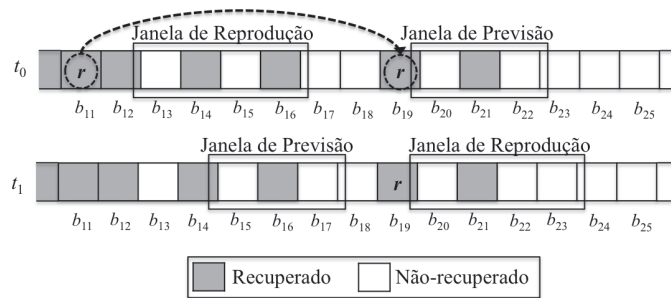 Janela de Reprodução Janela de Previsão
t0 r r
b11 b12 b13 b14 b15 b16 b17 b18 b19 b20 b21 b22 b23 b24 b25
Janela de Previsão Janela de Reprodução
t1 r
b11 b12 b13 b14 b15 b16 b17 b18 b19 b20 b21 b22 b23 b24 b25
Recuperado Não-recuperado